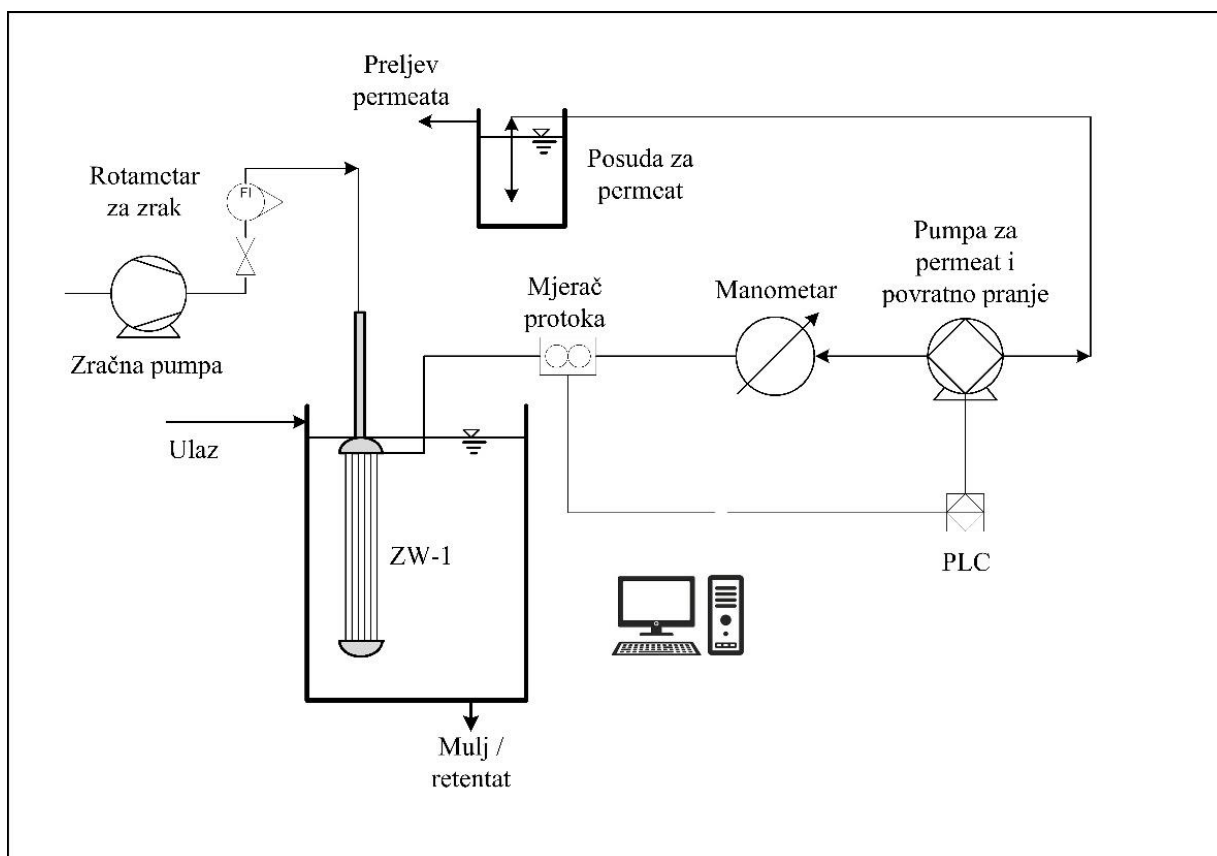 Preljev
permeata
Rotametar
za zrak
FI
Posuda za
permeat
Pumpa za
permeat i
povratno pranje
Mjerač
protoka
Manometar
Zračna pumpa
Ulaz
ZW-1
PLC
Mulj /
retentat